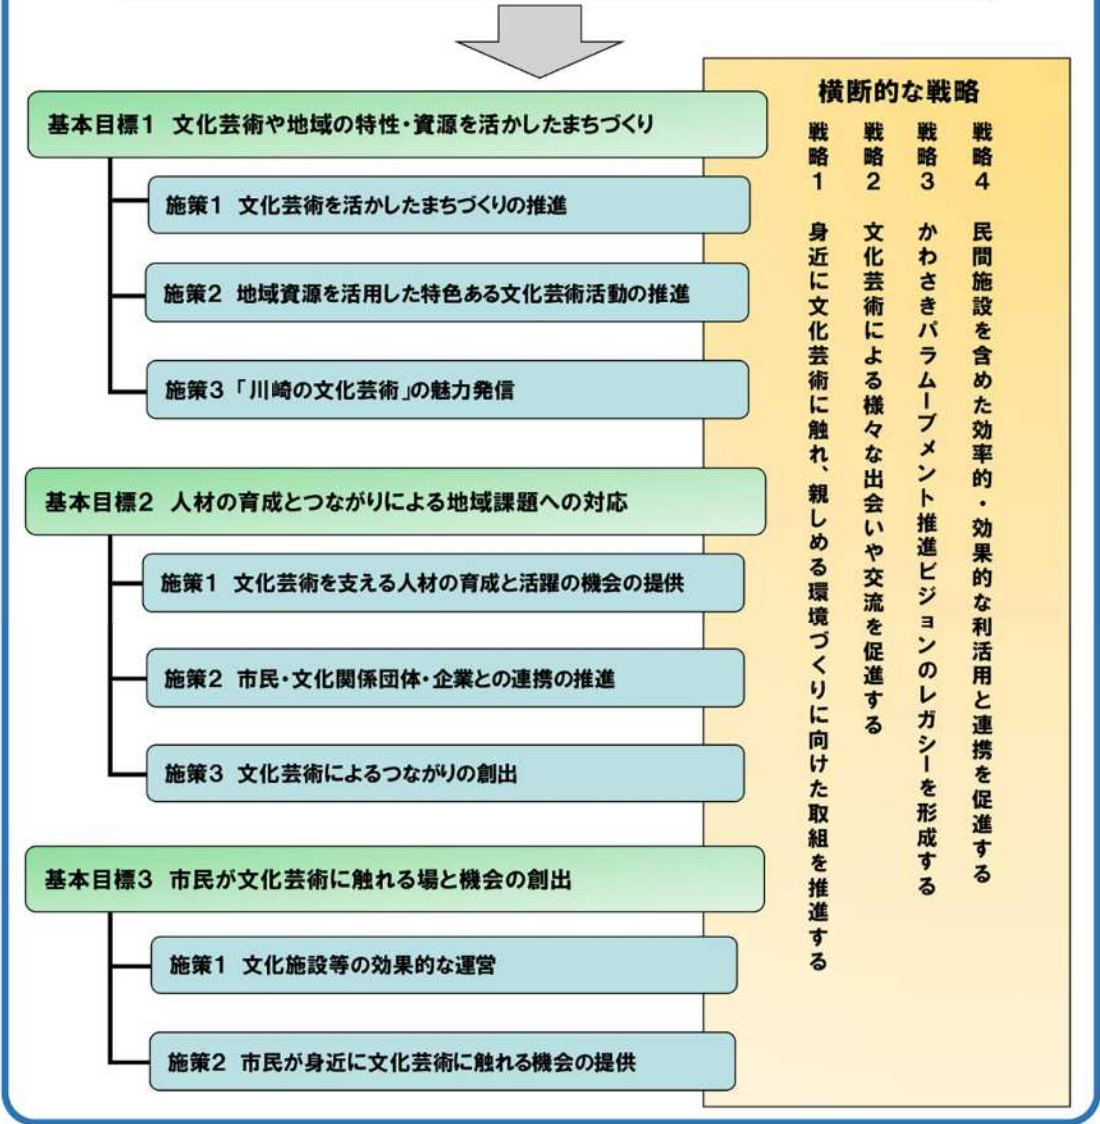 基本目標1 文化芸術や地域の特性・資源を活かしたまちづくり
施策1 文化芸術を活かしたまちづくりの推進
施策2 地域資源を活用した特色ある文化芸術活動の推進
施策3 「川崎の文化芸術」の魅力発信
基本目標2 人材の育成とつながりによる地域課題への対応
施策1 文化芸術を支える人材の育成と活躍の機会の提供
施策2 市民・文化関係団体・企業との連携の推進
施策3 文化芸術によるつながりの創出
基本目標3 市民が文化芸術に触れる場と機会の創出
施策1 文化施設等の効果的な運営
施策2 市民が身近に文化芸術に触れる機会の提供
横断的な戦略
戦略1 身近に文化芸術に触れ、親しめる環境づくりに向けた取組を推進する
戦略2 文化芸術による様々な出会いや交流を促進する
戦略3 かわさきパラムーブメント推進ビジョンのレガシーを形成する
戦略4 民間施設を含めた効率的・効果的な利活用と連携を促進する